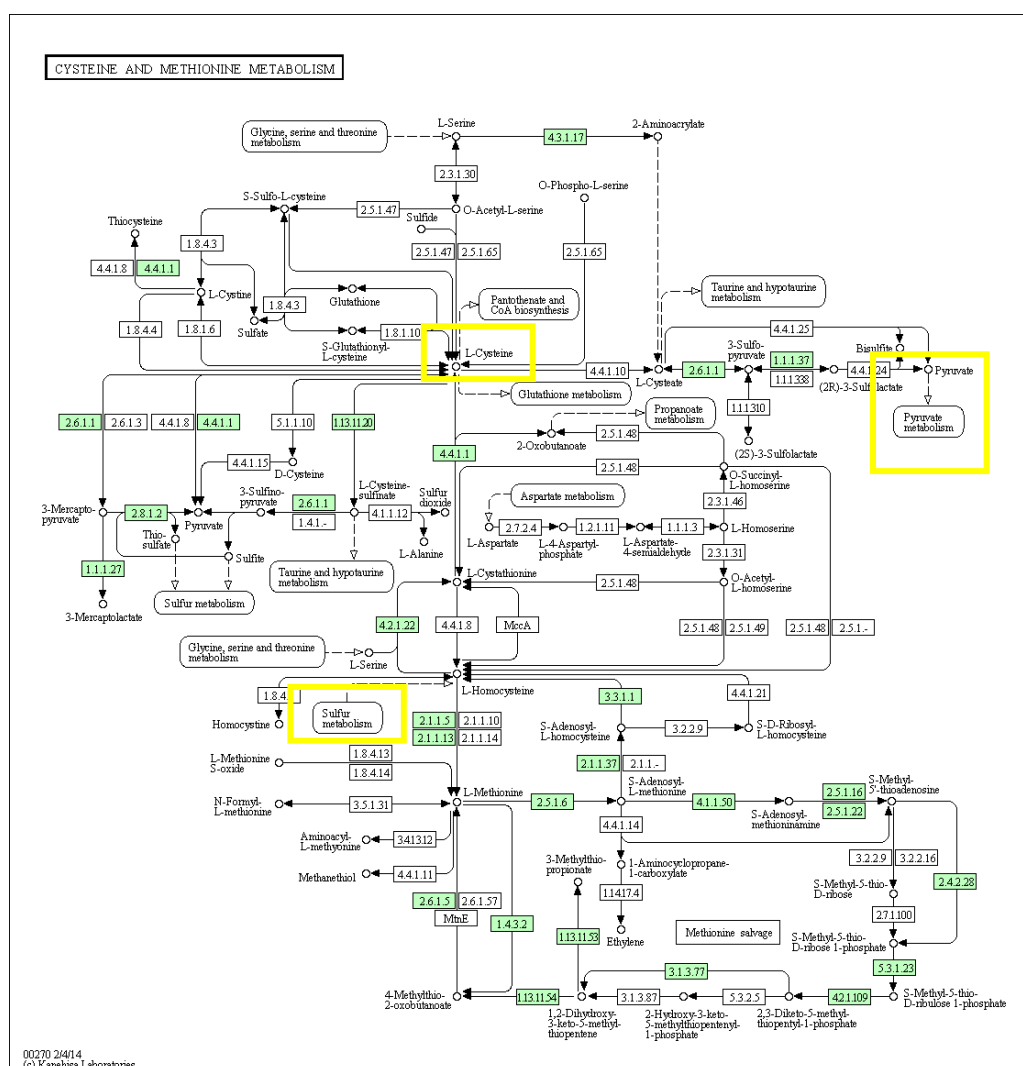 CYSTEINE AND METHIONINE METABOLISM
Glycine, serine and threonine
metabolism
L-Serine
4.3.1.17
2-Aminoacrylate
2.3.1.30
O-Phospho-L-serine
S-Sulfo-L-cysteine
2.5.1.47
O-Acetyl-L-serine
Thiocysteine
Sulfide
1.8.4.3
2.5.1.47
2.5.1.65
2.5.1.65
4.4.1.8
4.4.1.1
L-Cystine
Glutathione
Pantothenate and
CoA biosynthesis
Taurine and hypotaurine
metabolism
1.8.4.3
1.8.4.4
1.8.1.6
Sulfate
1.8.1.10
S-Glutathionyl-
L-cysteine
L-Cysteine
4.4.1.25
Bisulfite
3-Sulfo-
pyruvate
1.1.1.37
1.1.1.338
4.4.1.10
L-Cysteate
2.6.1.1
(2R)-3-Sulfolactate
4.4.1.24
Pyruvate
Glutathione metabolism
Pyruvate
metabolism
2.6.1.1
2.6.1.3
4.4.1.8
4.4.1.1
5.1.1.10
1.13.11.20
Propanoate
metabolism
1.1.1.310
2-Oxobutanoate
2.5.1.48
4.4.1.1
(2S)-3-Sulfolactate
4.4.1.15
D-Cysteine
2.5.1.48
O-Succinyl-
L-homoserine
3-Mercapto-
pyruvate
2.8.1.2
Pyruvate
3-Sulfino-
pyruvate
2.6.1.1
1.4.1.-
L-Cysteine-
sulfinate
4.1.1.12
Sulfur
dioxide
Aspartate metabolism
2.3.1.46
L-Aspartate
2.7.2.4
L-4-Aspartyl-
phosphate
1.2.1.11
L-Aspartate-
4-semialdehyde
1.1.1.3
L-Homoserine
Thio-
sulfate
Sulfite
L-Alanine
2.3.1.31
1.1.1.27
Taurine and hypotaurine
metabolism
L-Cystathionine
2.5.1.48
O-Acetyl-
L-homoserine
3-Mercaptolactate
Sulfur metabolism
4.2.1.22
4.4.1.8
MccA
2.5.1.48
2.5.1.49
2.5.1.48
2.5.1.-
Glycine, serine and threonine
metabolism
L-Serine
L-Homocysteine
1.8.4.
Homocystine
Sulfur
metabolism
2.1.1.5
2.1.1.10
2.1.1.13
2.1.1.14
3.3.1.1
4.4.1.21
S-Adenosyl-
L-homocysteine
3.2.2.9
S-D-Ribosyl-
L-homocysteine
L-Methionine
S-oxide
1.8.4.13
1.8.4.14
2.1.1.37
2.1.1.-
N-Formyl-
L-methionine
3.5.1.31
L-Methionine
2.5.1.6
S-Adenosyl-
L-methionine
4.1.1.50
S-Adenosyl-
methioninamine
2.5.1.16
2.5.1.22
S-Methyl-
5'-thioadenosine
Aminoacyl-
L-methyonine
3.4.13.12
4.4.1.14
Methanethiol
4.4.1.11
3-Methylthio-
propionate
1-Aminocyclopropane-
1-carboxylate
3.2.2.9
3.2.2.16
2.6.1.5
2.6.1.57
MtnE
1.4.3.2
1.14.17.4
S-Methyl-5-thio-
D-ribose
2.4.2.28
2.7.1.100
1.13.11.53
Ethylene
Methionine salvage
S-Methyl-5-thio-
D-ribose 1-phosphate
5.3.1.23
3.1.3.77
4-Methylthio-
2-oxobutanoate
1.13.11.54
1,2-Dihydroxy-
3-keto-5-methyl-
thiopentene
3.1.3.87
2-Hydroxy-3-keto-
5-methylthiopentenyl-
1-phosphate
5.3.2.5
2,3-Diketo-5-methyl-
thiopentyl-1-phosphate
4.2.1.109
S-Methyl-5-thio-
D-ribulose 1-phosphate
00270 2/4/14
(c) Kanehisa Laboratories